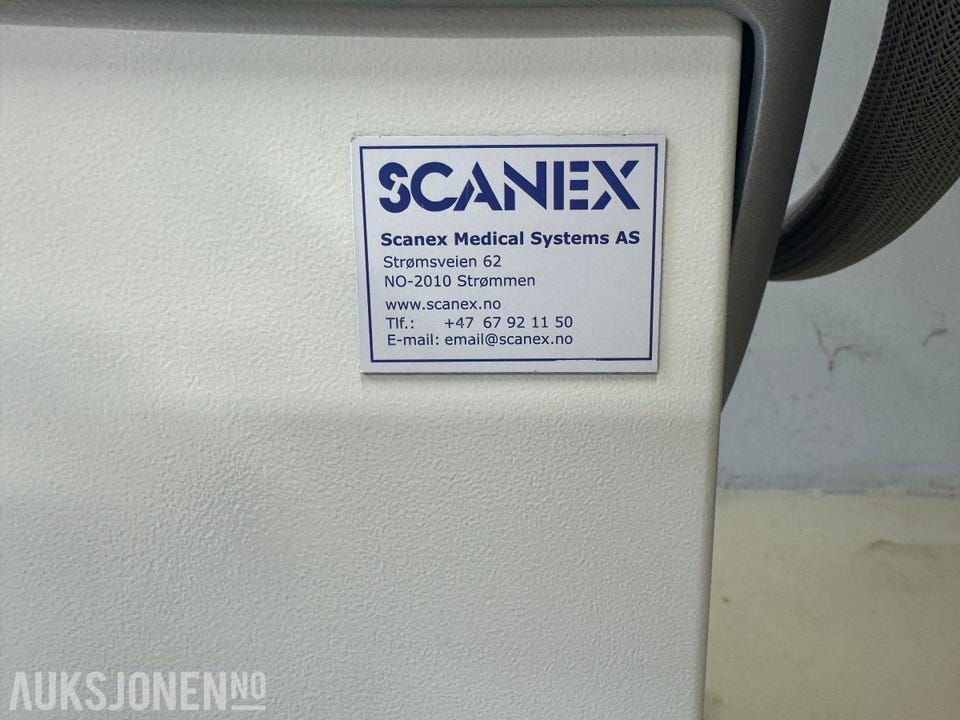 SCANEX
Scanex Medical Systems AS
Strømsveien 62
NO-2010 Strømmen
www.scanex.no
Tlf.: +47 67 92 11 50
E-mail: email@scanex.no
AUKSJONEN NO